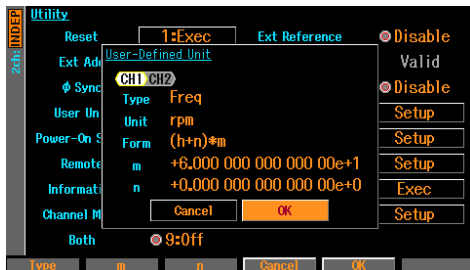 Utility
Reset 1:Exec Ext Reference Disable
Ext Ad Valid
φ Sync Disable
User Un Setup
Power-On S Setup
Remote Setup
Informati Exec
Channel M Setup
Both 9:Off
2ch: INDEP
User-Defined Unit
CH1 CH2
Type Freq
Unit rpm
Form (h+n)*m
m +6.000 000 000 000 00e+1
n +0.000 000 000 000 00e+0
Cancel OK
Type m n Cancel OK